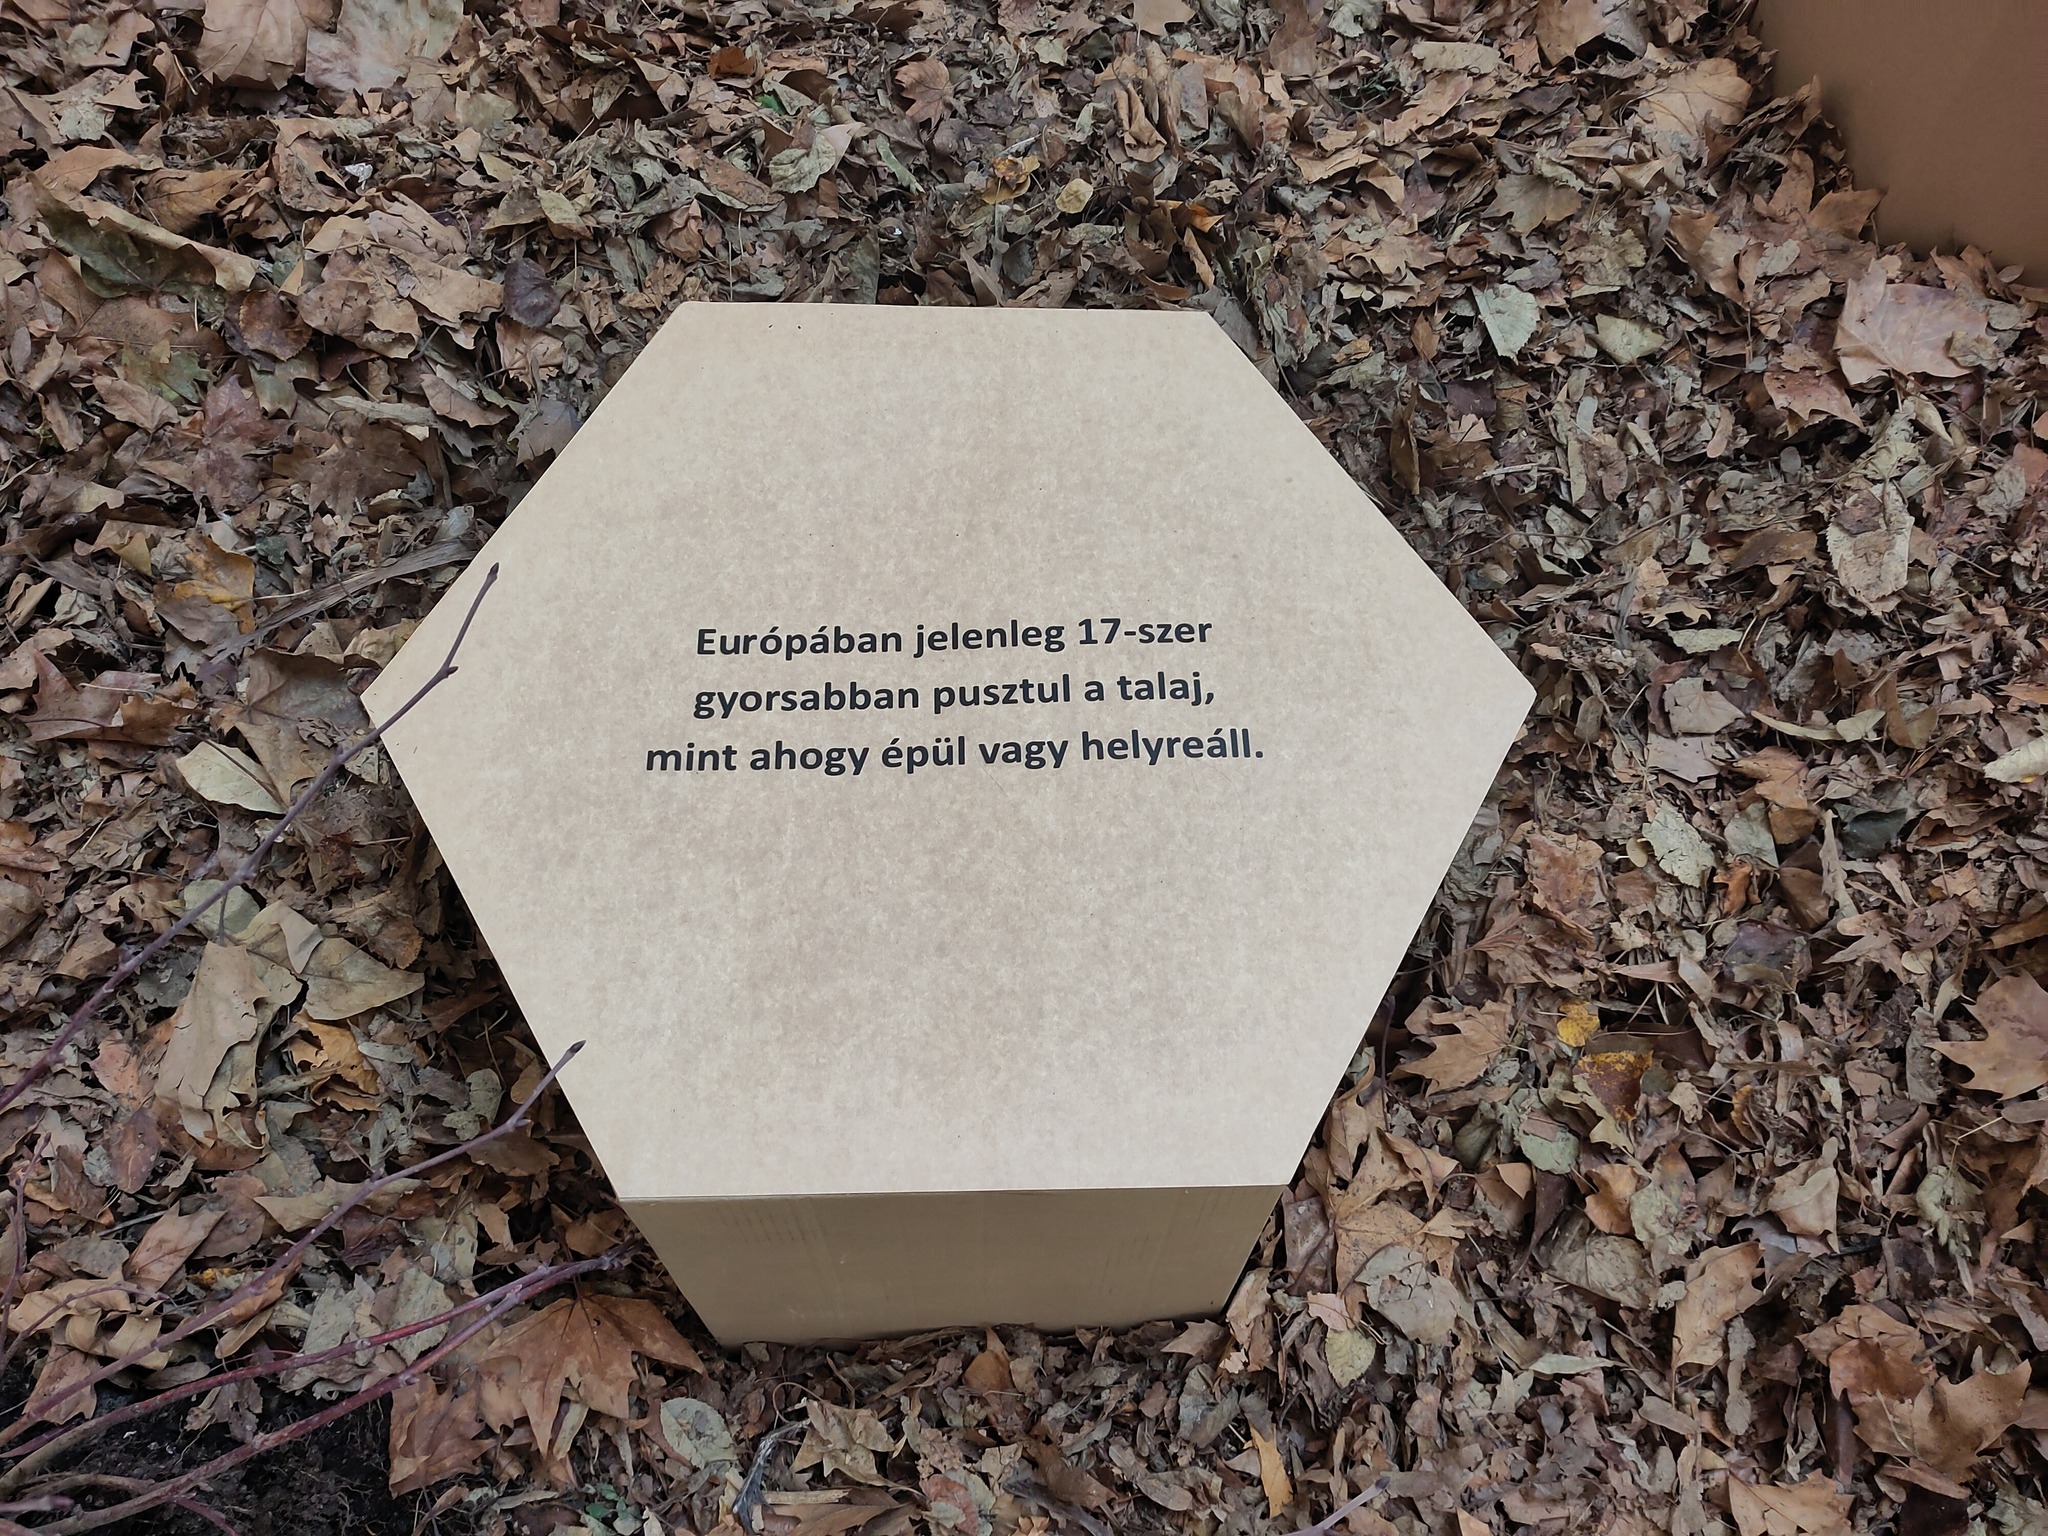 Európában jelenleg 17-szer
gyorsabban pusztul a talaj,
mint ahogy épül vagy helyreáll.